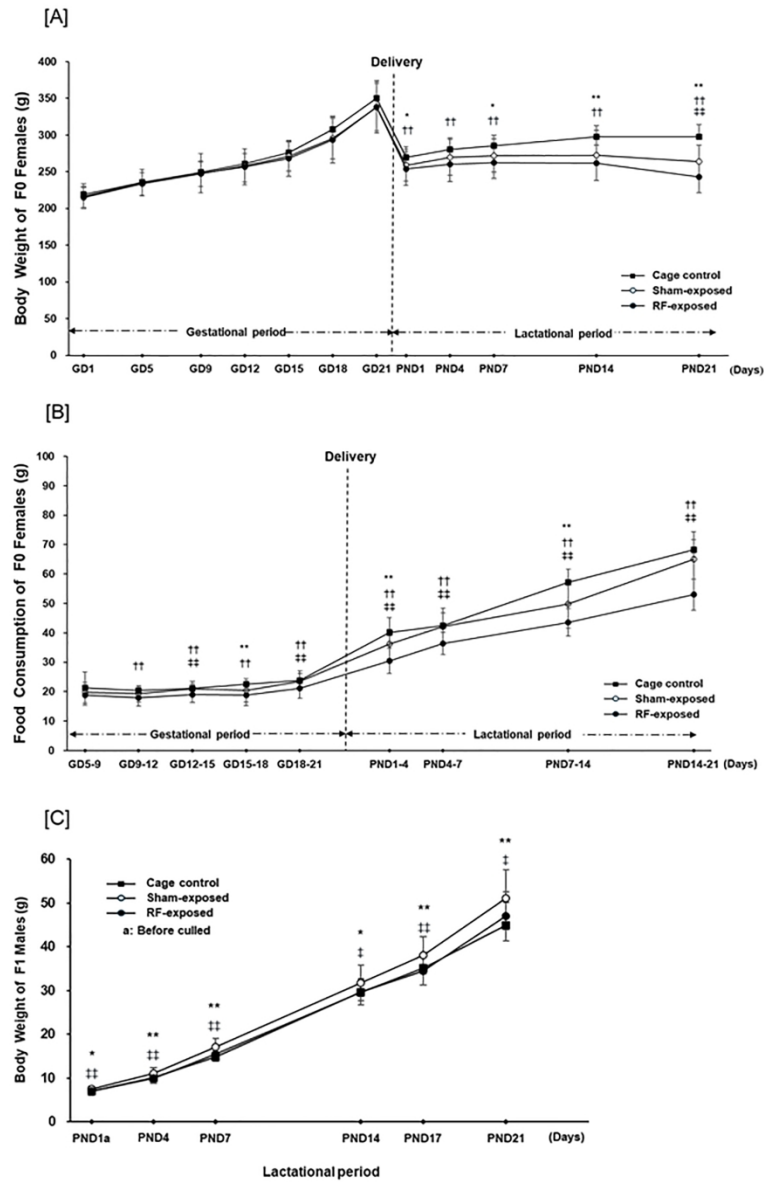 [A]
Body Weight of F0 Females (g)
400
350
300
250
200
150
100
50
0
Delivery
*
††
††
*
††
**
††
**
††
‡‡
Cage control
Sham-exposed
RF-exposed
Gestational period
Lactational period
GD1 GD5 GD9 GD12 GD15 GD18 GD21 PND1 PND4 PND7 PND14 PND21 (Days)
[B]
Food Consumption of F0 Females (g)
100
90
80
70
60
50
40
30
20
10
0
Delivery
††
††
‡‡
**
††
††
‡‡
**
††
‡‡
††
‡‡
**
††
‡‡
††
‡‡
Cage control
Sham-exposed
RF-exposed
Gestational period
Lactational period
GD5-9 GD9-12 GD12-15 GD15-18 GD18-21 PND1-4 PND4-7 PND7-14 PND14-21 (Days)
[C]
Body Weight of F1 Males (g)
60
50
40
30
20
10
0
Cage control
Sham-exposed
RF-exposed
a: Before culled
*
‡‡
**
‡‡
**
‡‡
*
‡
**
‡‡
**
‡
PND1a PND4 PND7 PND14 PND17 PND21 (Days)
Lactational period